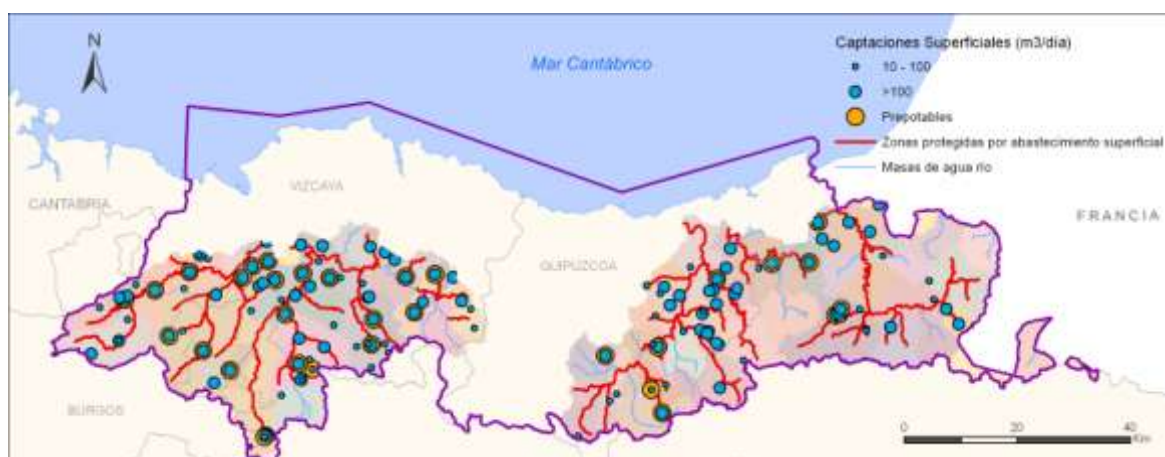 N
Mar Cantábrico
Captaciones Superficiales (m3/día)
10 - 100
>100
Prepotables
Zonas protegidas por abastecimiento superficial
Masas de agua río
VIZCAYA
CANTABRIA
FRANCIA
GUIPUZCOA
BURGOS
0 20 40
Km